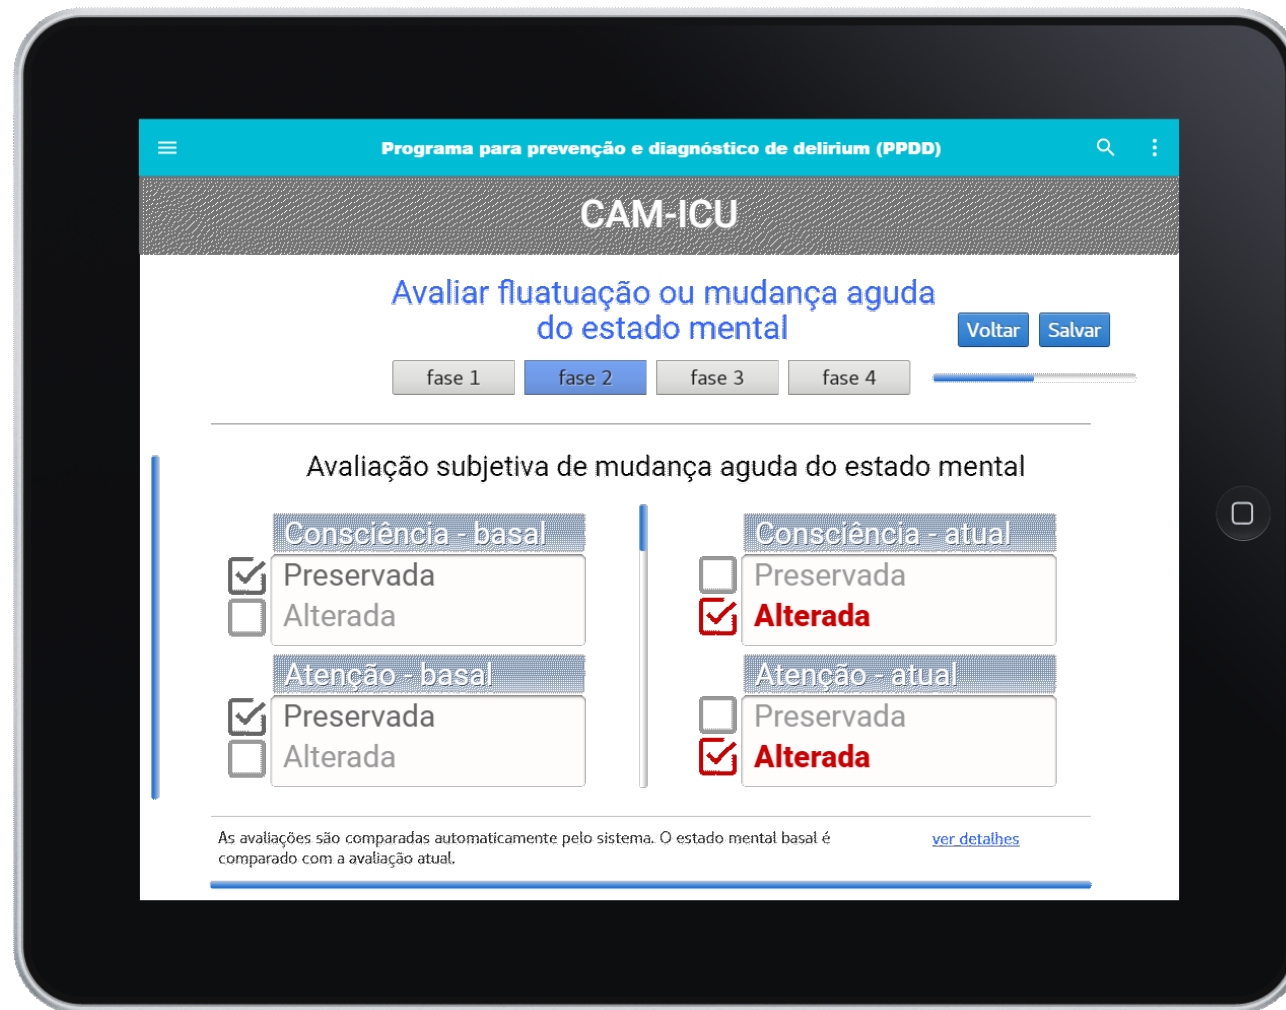 Programa para prevenção e diagnóstico de delirium (PPDD)
CAM-ICU
Avaliar fluatuação ou mudança aguda
do estado mental
Voltar Salvar
fase 1 fase 2 fase 3 fase 4
Avaliação subjetiva de mudança aguda do estado mental
Consciência - basal
Preservada
Alterada
Consciência - atual
Preservada
Alterada
Atenção - basal
Preservada
Alterada
Atenção - atual
Preservada
Alterada
As avaliações são comparadas automaticamente pelo sistema. O estado mental basal é
comparado com a avaliação atual.
ver detalhes